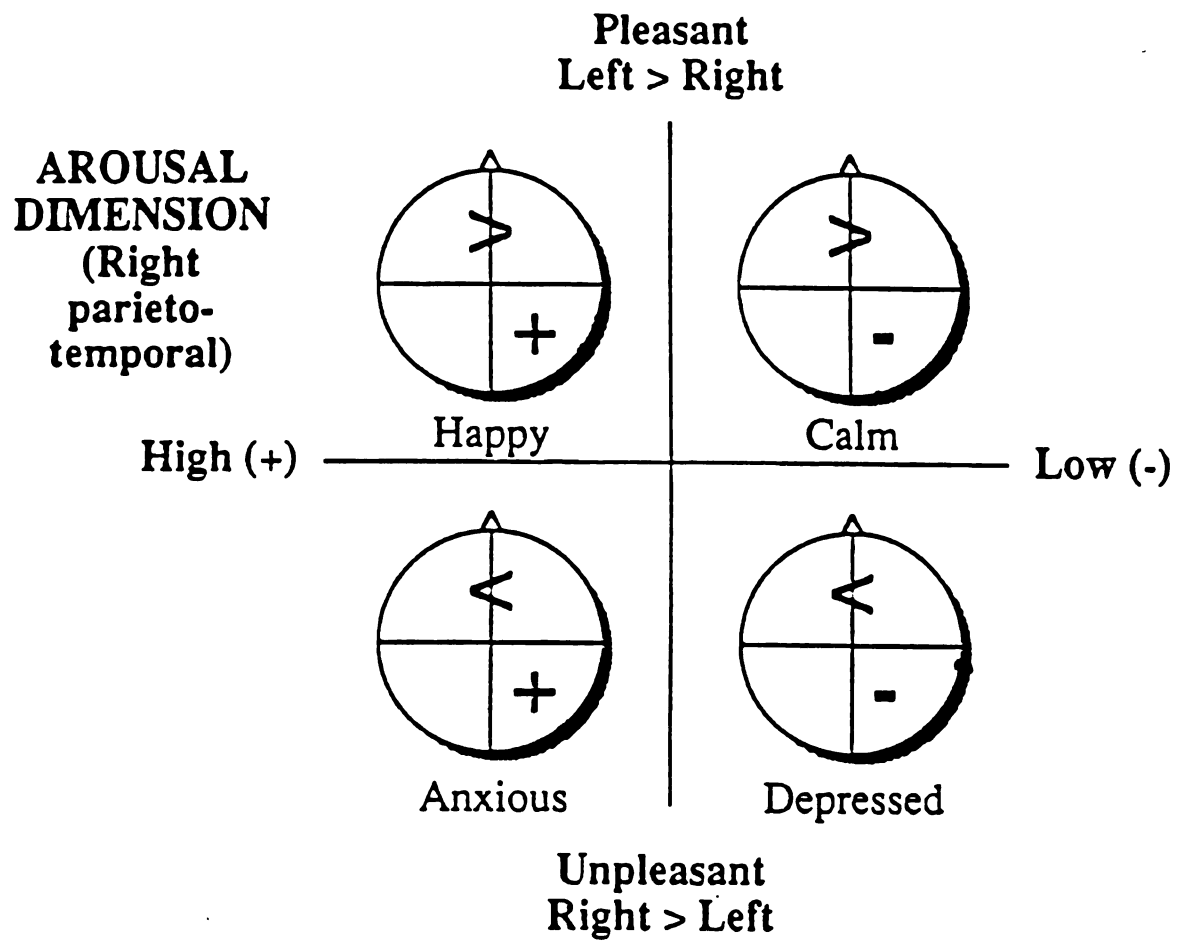 Pleasant
Left > Right
AROUSAL
DIMENSION
(Right
parieto-
temporal)
>
>
+
-
Happy
Calm
High (+)
Low (-)
<
<
+
-
Anxious
Depressed
Unpleasant
Right > Left